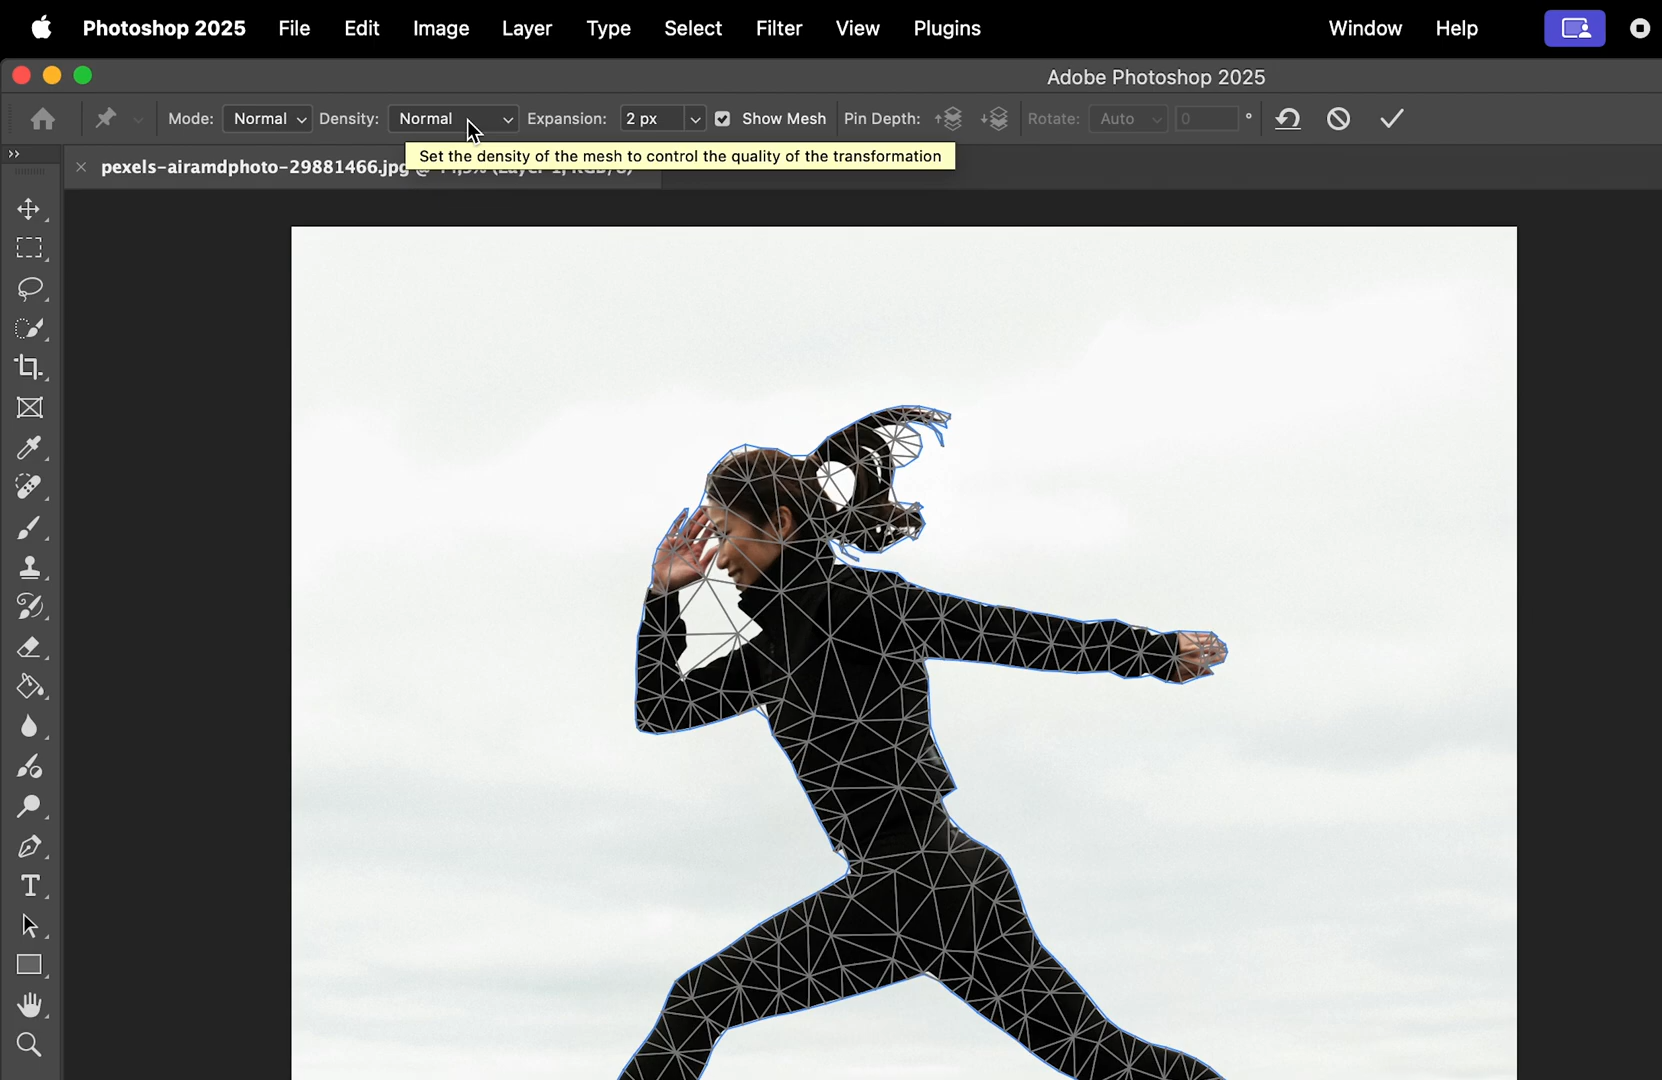 Photoshop 2025 File Edit Image Layer Type Select Filter View Plugins Window Help
Adobe Photoshop 2025
Mode: Normal Density: Normal Expansion: 2 px Show Mesh Pin Depth: Rotate: Auto 0 °
Set the density of the mesh to control the quality of the transformation
pexels-airamdphoto-29881466.jpg @